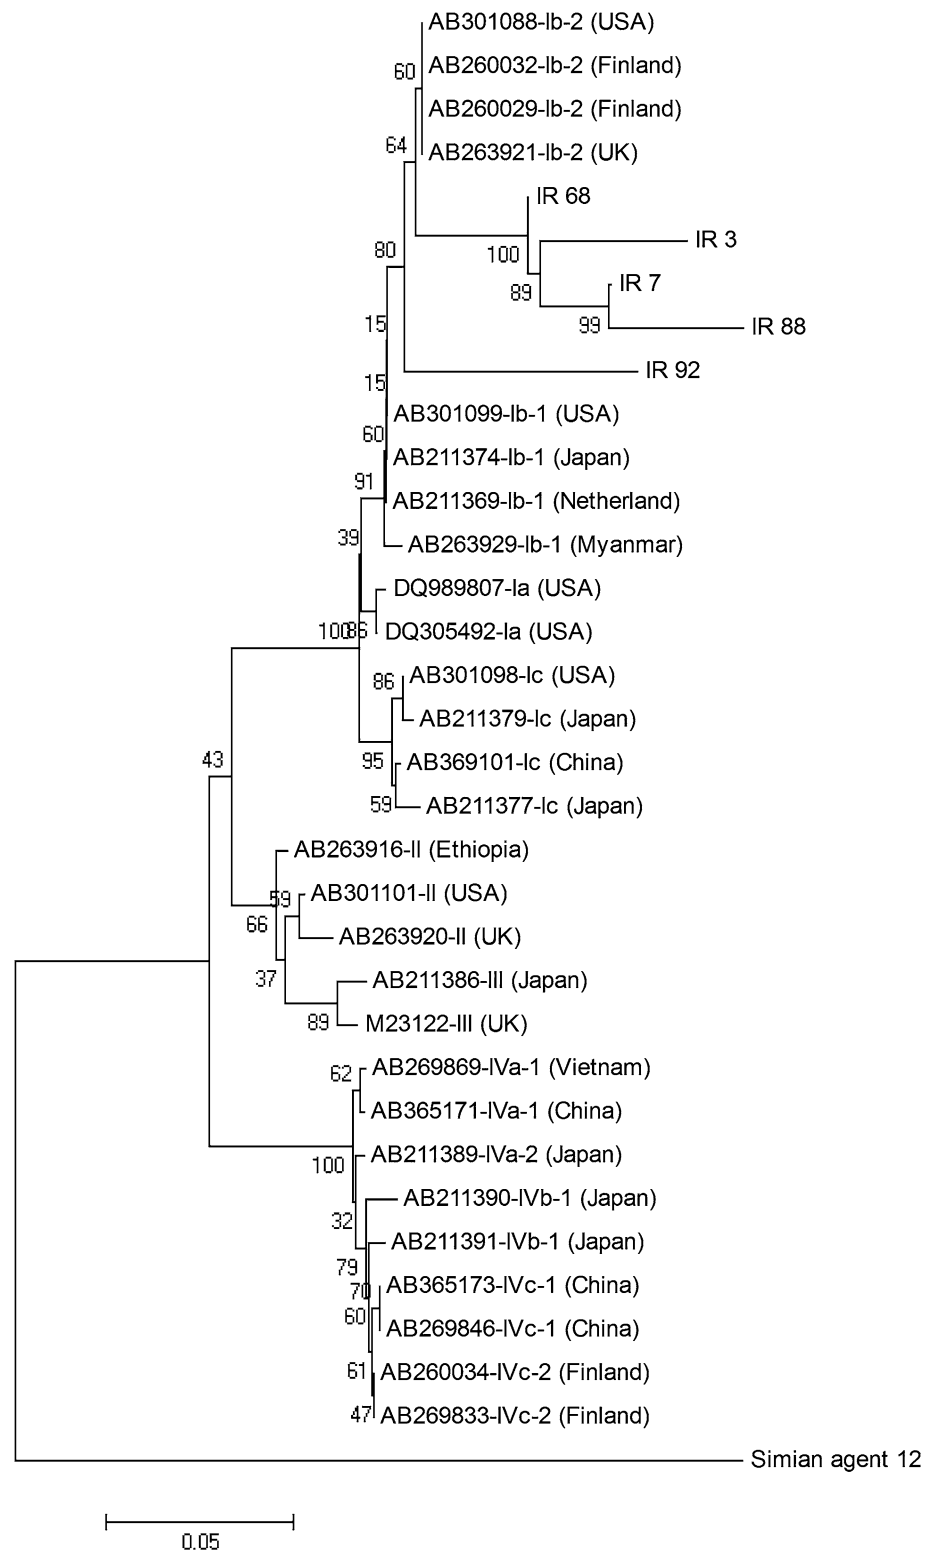 AB301088-Ib-2 (USA)
60
AB260032-Ib-2 (Finland)
AB260029-Ib-2 (Finland)
64
AB263921-Ib-2 (UK)
IR 68
80
100
IR 3
89
IR 7
99
IR 88
15
IR 92
15
AB301099-Ib-1 (USA)
60
AB211374-Ib-1 (Japan)
91
AB211369-Ib-1 (Netherland)
39
AB263929-Ib-1 (Myanmar)
DQ989807-Ia (USA)
100
86
DQ305492-Ia (USA)
86
AB301098-Ic (USA)
AB211379-Ic (Japan)
43
95
AB369101-Ic (China)
59
AB211377-Ic (Japan)
AB263916-II (Ethiopia)
59
AB301101-II (USA)
66
AB263920-II (UK)
37
AB211386-III (Japan)
89
M23122-III (UK)
62
AB269869-IVa-1 (Vietnam)
AB365171-IVa-1 (China)
100
AB211389-IVa-2 (Japan)
AB211390-IVb-1 (Japan)
32
AB211391-IVb-1 (Japan)
79
70
AB365173-IVc-1 (China)
60
AB269846-IVc-1 (China)
61
AB260034-IVc-2 (Finland)
47
AB269833-IVc-2 (Finland)
Simian agent 12
0.05